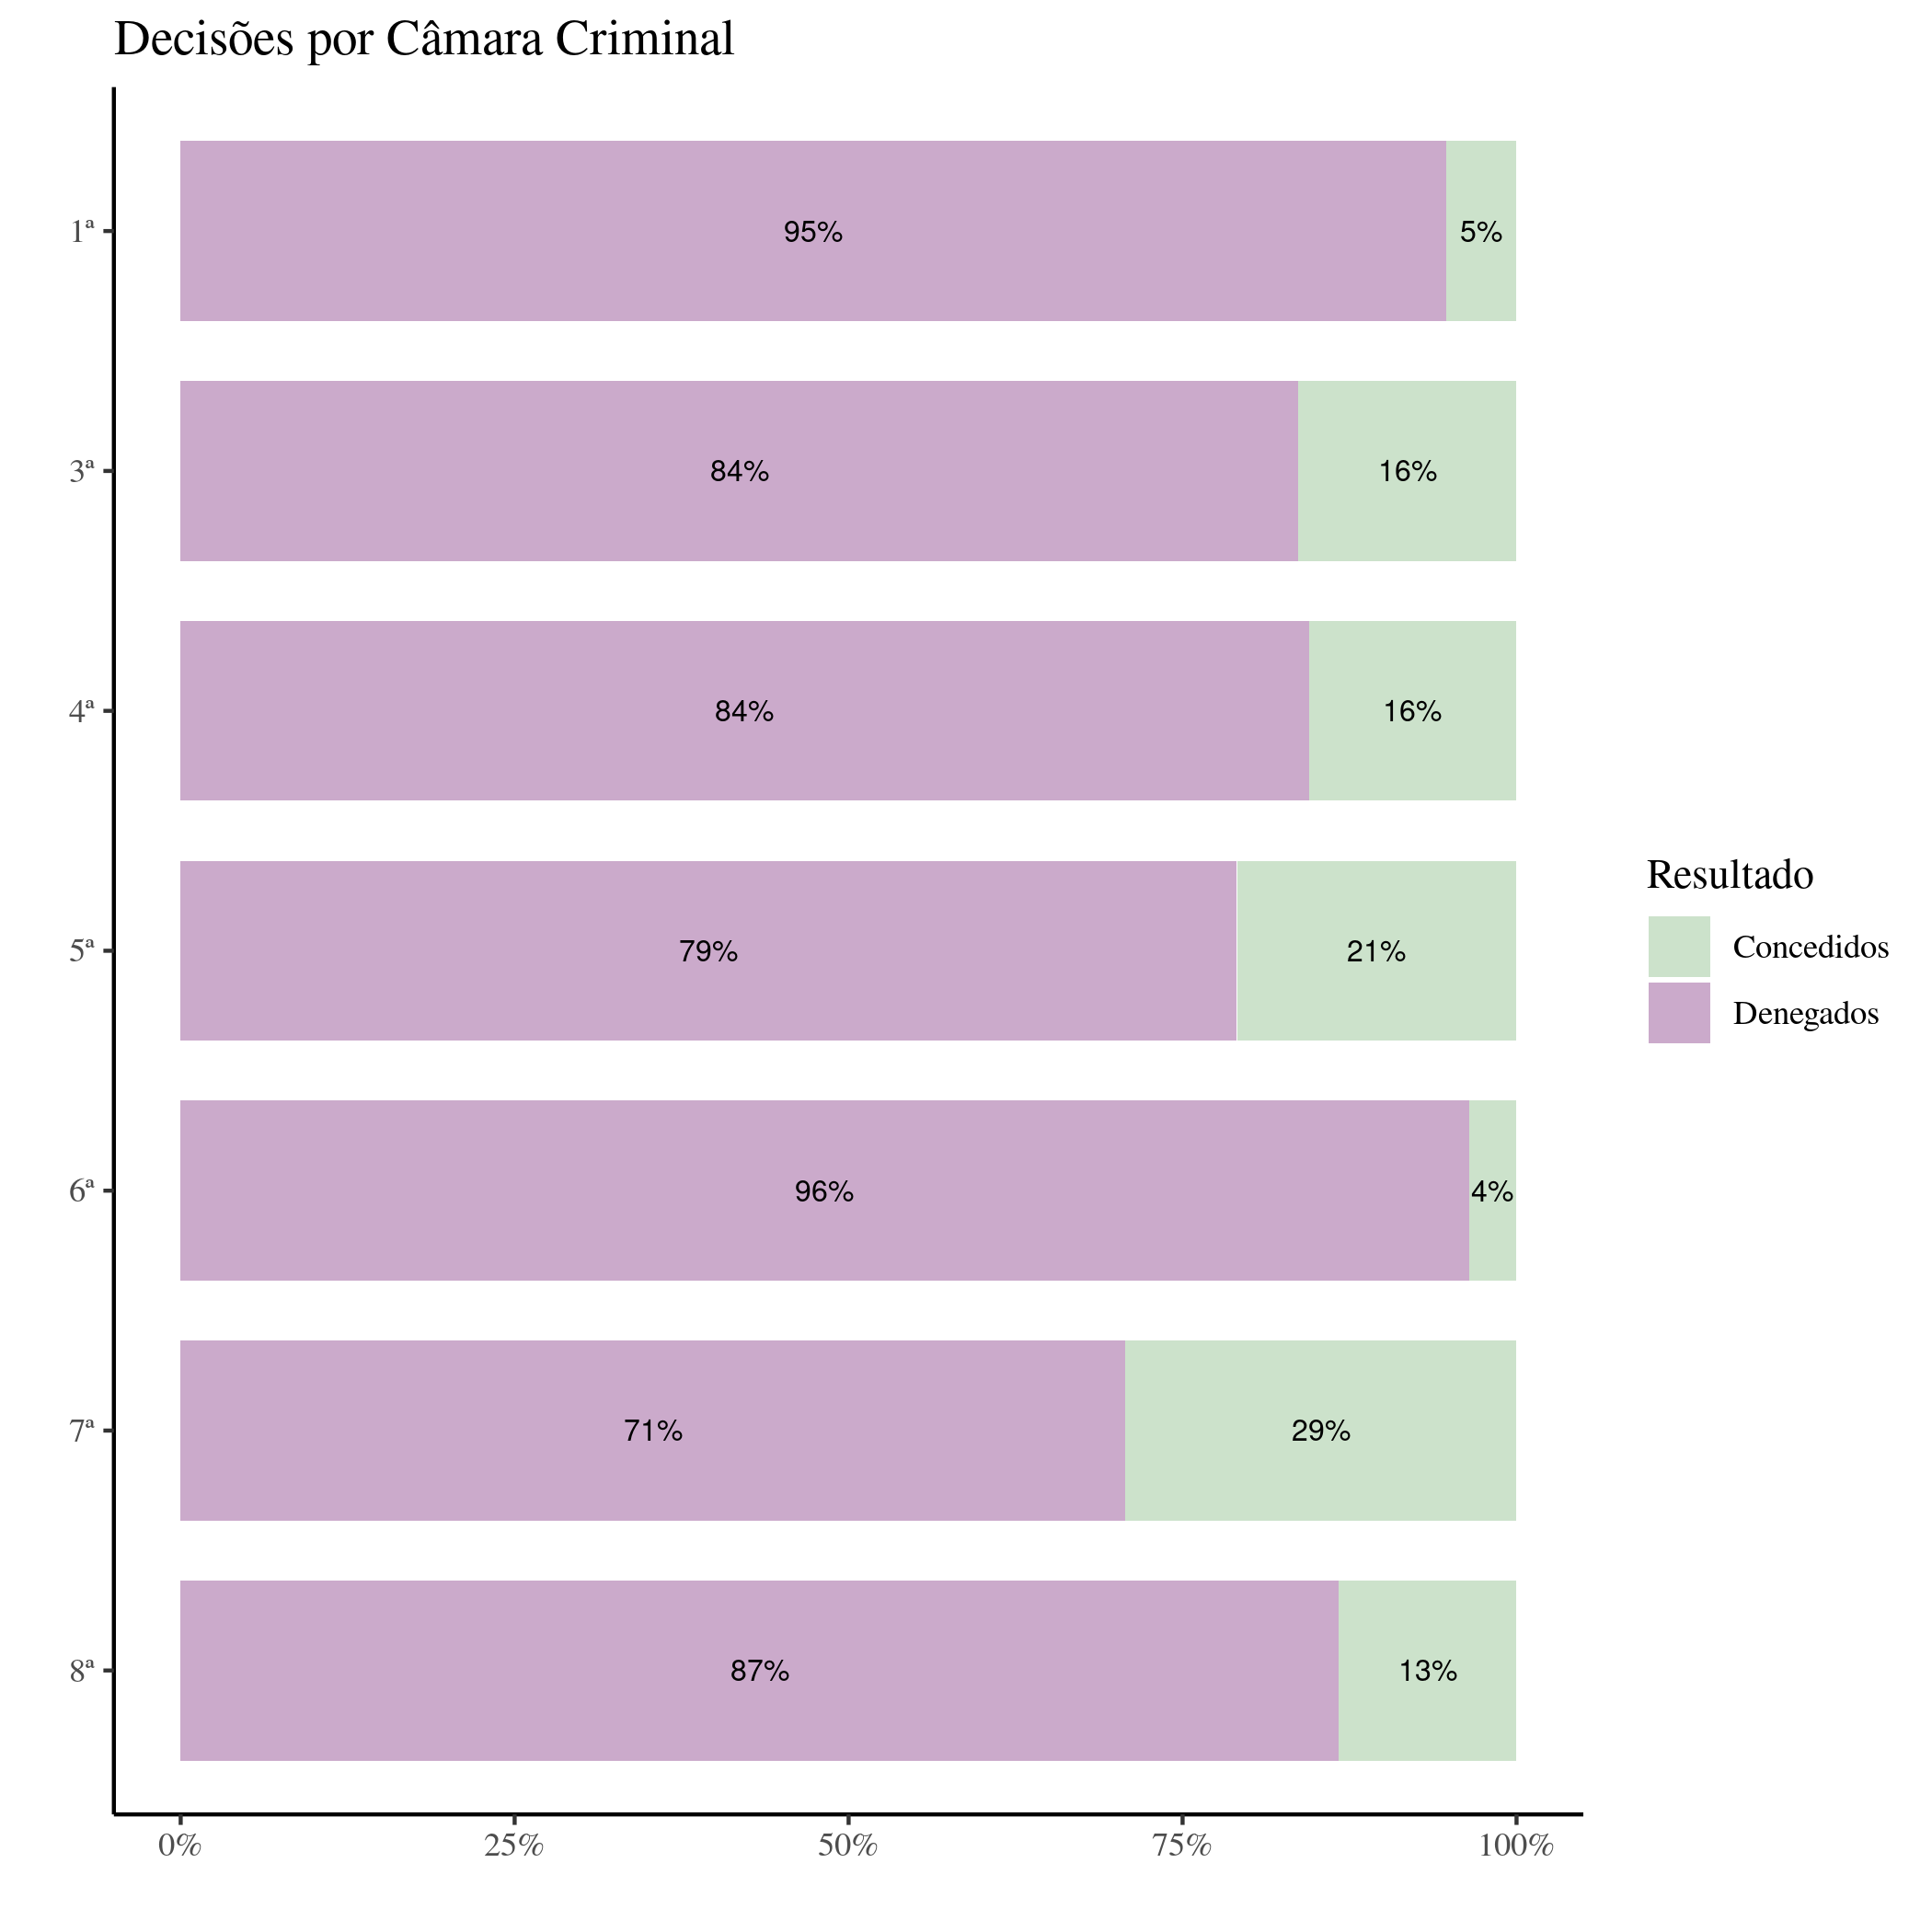 Decisões por Câmara Criminal
1ª 95% 5%
3ª 84% 16%
4ª 84% 16%
5ª 79% 21%
6ª 96% 4%
7ª 71% 29%
8ª 87% 13%
0% 25% 50% 75% 100%
Resultado
Concedidos
Denegados